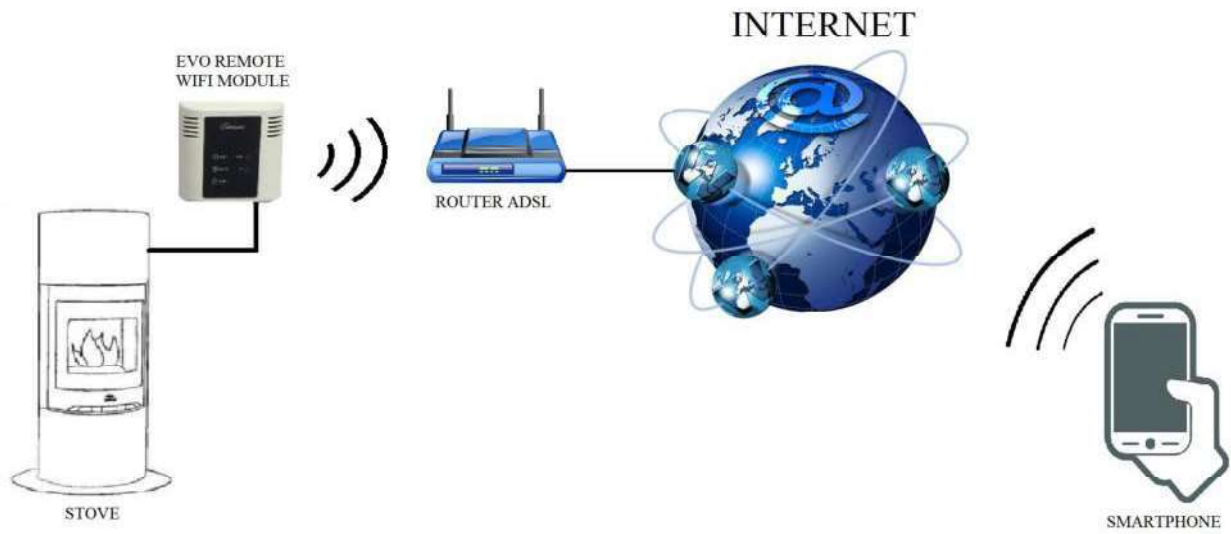 INTERNET
EVO REMOTE
WIFI MODULE
ROUTER ADSL
STOVE
SMARTPHONE